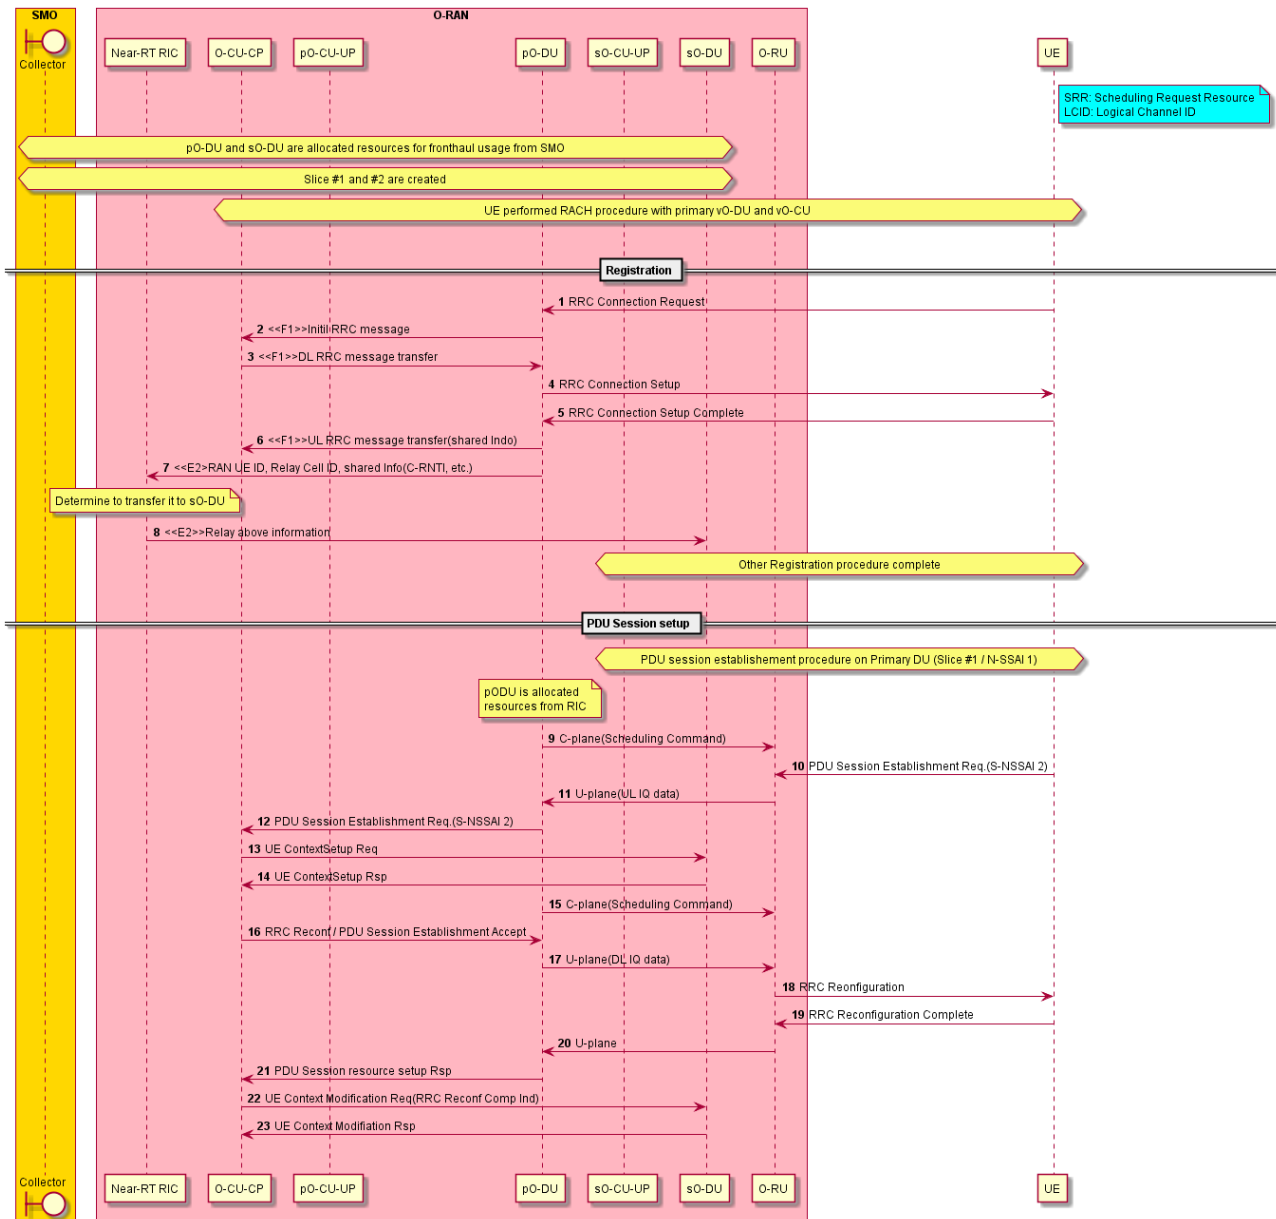 SMO
O-RAN
Collector
Near-RT RIC
O-CU-CP
pO-CU-UP
pO-DU
sO-CU-UP
sO-DU
O-RU
UE
SRR: Scheduling Request Resource
LCID: Logical Channel ID
pO-DU and sO-DU are allocated resources for fronthaul usage from SMO
Slice #1 and #2 are created
UE performed RACH procedure with primary vO-DU and vO-CU
Registration
1 RRC Connection Request
2 <<F1>>Initil RRC message
3 <<F1>>DL RRC message transfer
4 RRC Connection Setup
5 RRC Connection Setup Complete
6 <<F1>>UL RRC message transfer(shared Indo)
7 <<E2>RAN UE ID, Relay Cell ID, shared Info(C-RNTI, etc.)
Determine to transfer it to sO-DU
8 <<E2>>Relay above information
Other Registration procedure complete
PDU Session setup
PDU session establishement procedure on Primary DU (Slice #1 / N-SSAI 1)
pODU is allocated
resources from RIC
9 C-plane(Scheduling Command)
10 PDU Session Establishment Req.(S-NSSAI 2)
11 U-plane(UL IQ data)
12 PDU Session Establishment Req.(S-NSSAI 2)
13 UE ContextSetup Req
14 UE ContextSetup Rsp
15 C-plane(Scheduling Command)
16 RRC Reconf / PDU Session Establishment Accept
17 U-plane(DL IQ data)
18 RRC Reonfiguration
19 RRC Reconfiguration Complete
20 U-plane
21 PDU Session resource setup Rsp
22 UE Context Modification Req(RRC Reconf Comp Ind)
23 UE Context Modifiation Rsp
Collector
Near-RT RIC
O-CU-CP
pO-CU-UP
pO-DU
sO-CU-UP
sO-DU
O-RU
UE